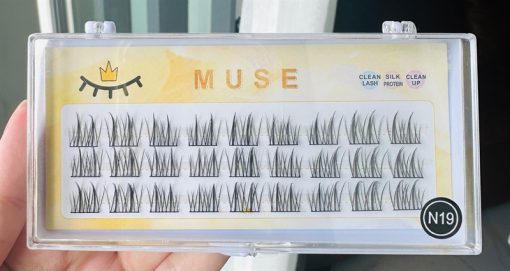 MUSE
CLEAN LASH
SILK PROTEIN
CLEAN UP
N19